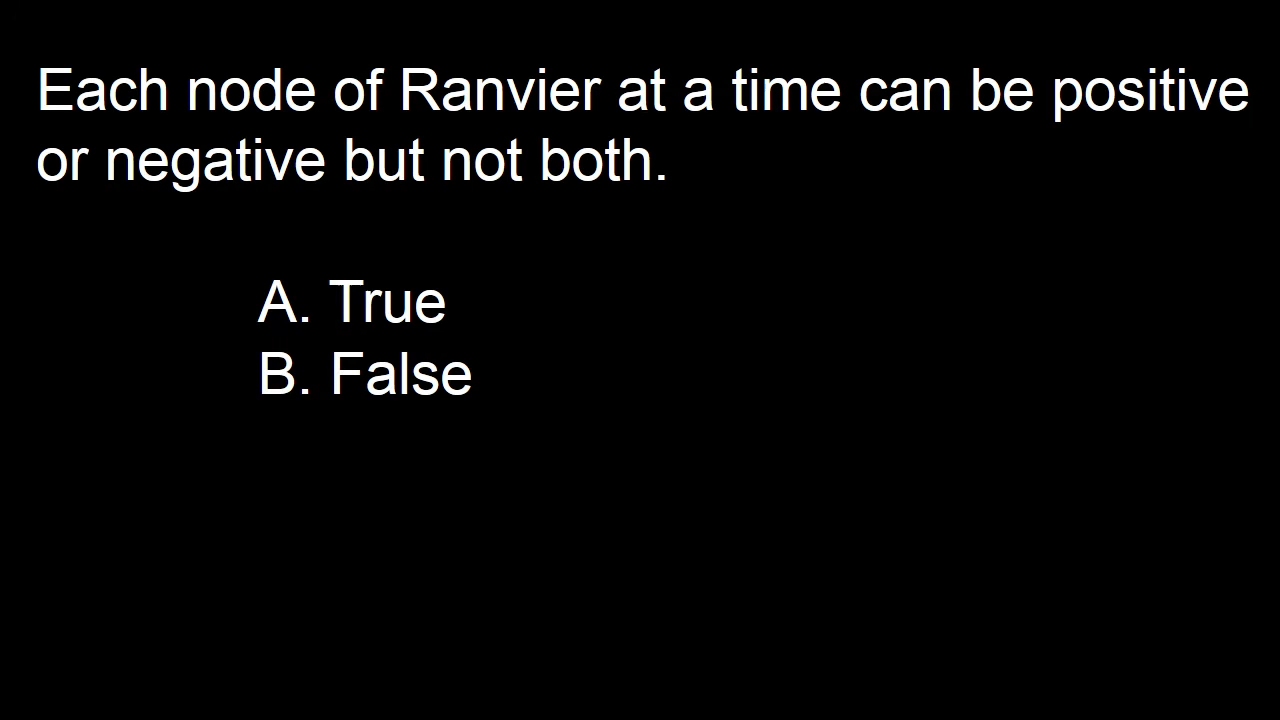 Each node of Ranvier at a time can be positive
or negative but not both.
A. True
B. False